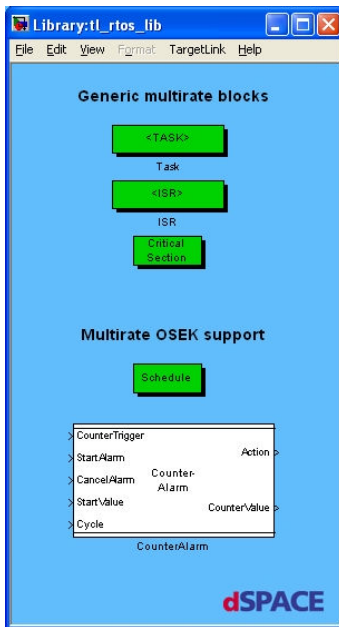 Library:tl_rtos_lib
File Edit View Format TargetLink Help
Generic multirate blocks
<TASK>
Task
<ISR>
ISR
Critical
Section
Multirate OSEK support
Schedule
CounterTrigger
StartAlarm
CancelAlarm
StartValue
Cycle
Counter-
Alarm
Action
CounterValue
CounterAlarm
dSPACE